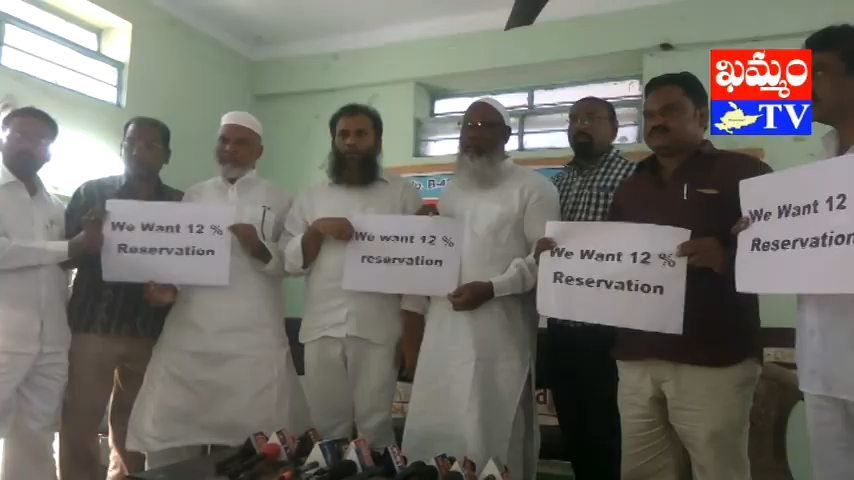 ఖమ్మం
TV
We Want 12 %
Reservation
We want 12 %
reservation
We Want 12 %
Reservation
We Want 12 %
Reservation